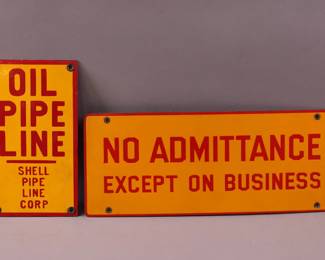 OIL
PIPE
LINE
SHELL
PIPE
LINE
CORP
NO ADMITTANCE
EXCEPT ON BUSINESS